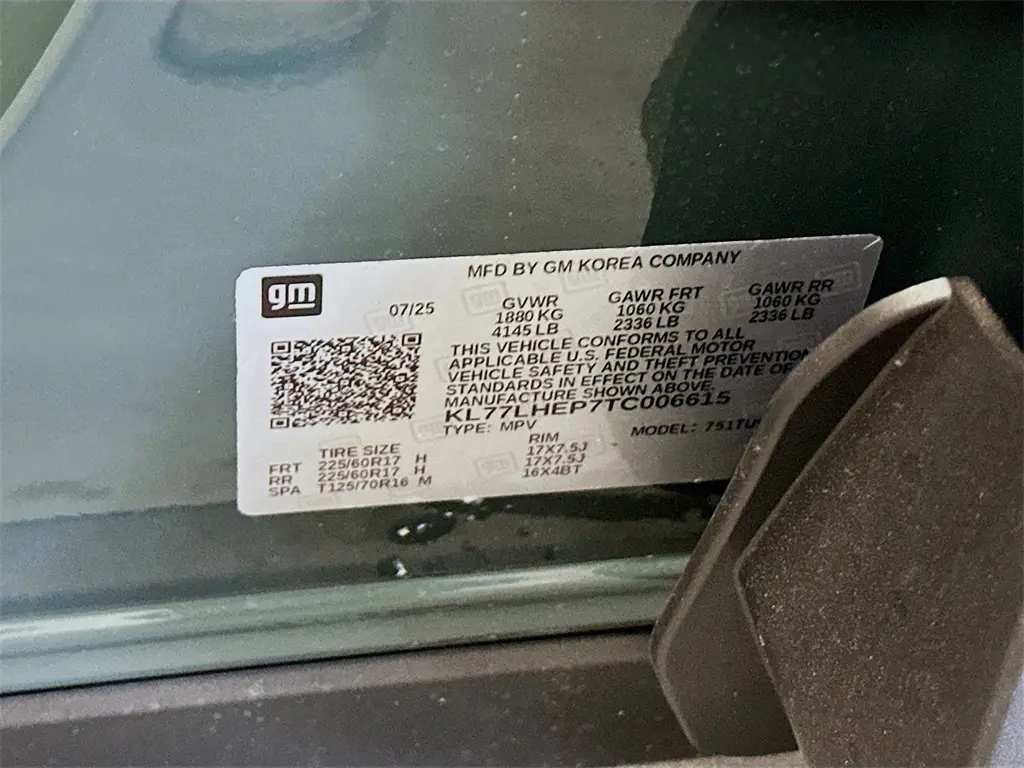 MFD BY GM KOREA COMPANY
gm
07/25
GVWR GAWR FRT GAWR RR
1880 KG 1060 KG 1060 KG
4145 LB 2336 LB 2336 LB
THIS VEHICLE CONFORMS TO ALL
APPLICABLE U.S. FEDERAL MOTOR
VEHICLE SAFETY AND THEFT PREVENTION
STANDARDS IN EFFECT ON THE DATE OF
MANUFACTURE SHOWN ABOVE.
KL77LHEP7TC006615
TYPE: MPV MODEL:
TIRE SIZE RIM
FRT 225/60R17 H 17X7.5J
RR 225/60R17 H 17X7.5J
SPA T125/70R16 M 16X4BT